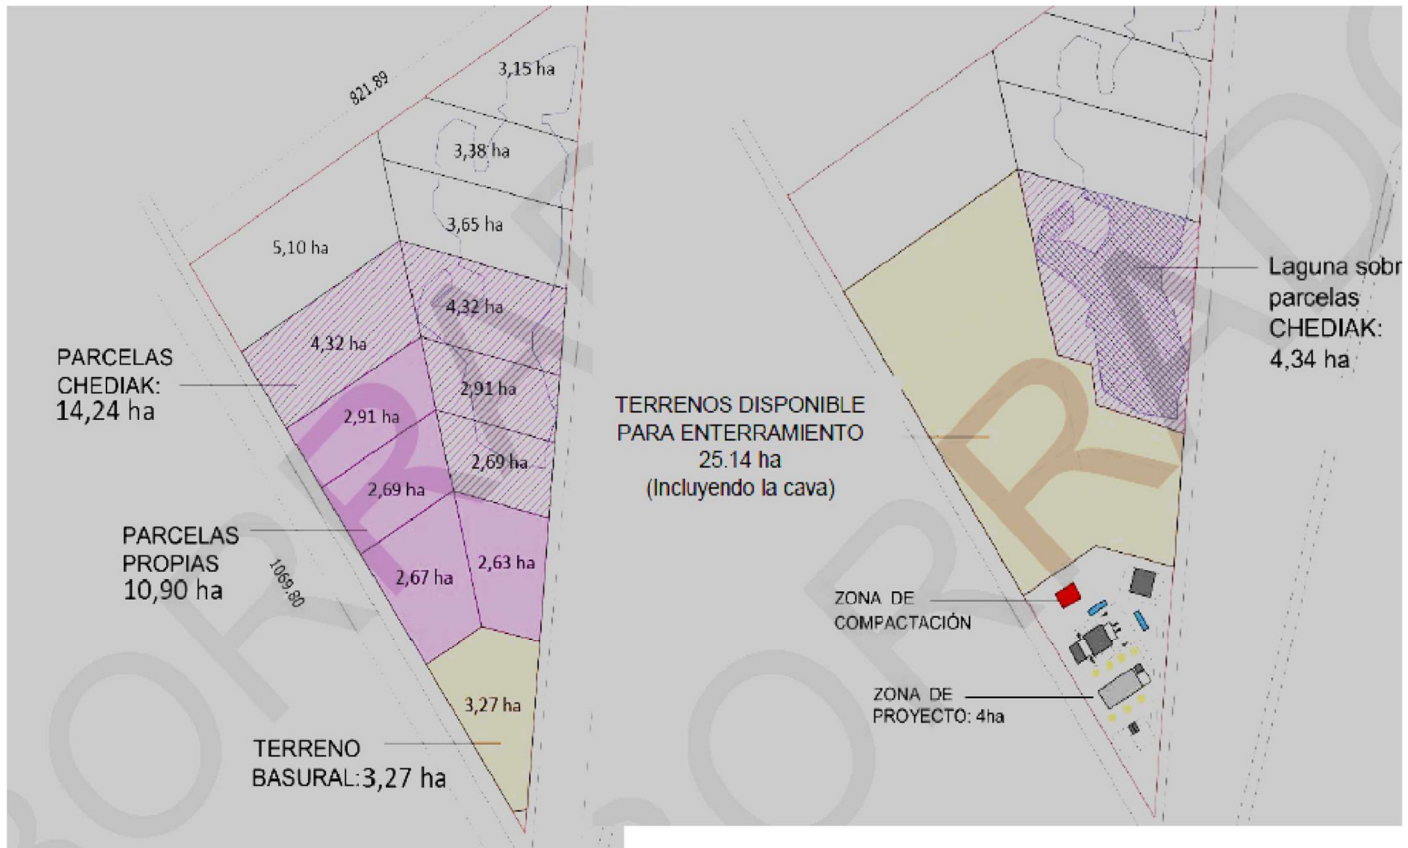 821.89
3,15 ha
3,38 ha
3,65 ha
5,10 ha
4,32 ha
4,32 ha
2,91 ha
2,91 ha
2,69 ha
2,69 ha
2,67 ha
2,63 ha
3,27 ha
1069.80
PARCELAS
CHEDIAK:
14,24 ha
PARCELAS
PROPIAS
10,90 ha
TERRENO
BASURAL:3,27 ha
TERRENOS DISPONIBLE
PARA ENTERRAMIENTO
25.14 ha
(Incluyendo la cava)
Laguna sobr
parcelas
CHEDIAK:
4,34 ha
ZONA DE
COMPACTACIÓN
ZONA DE
PROYECTO: 4ha
BORRADO
BORRADO